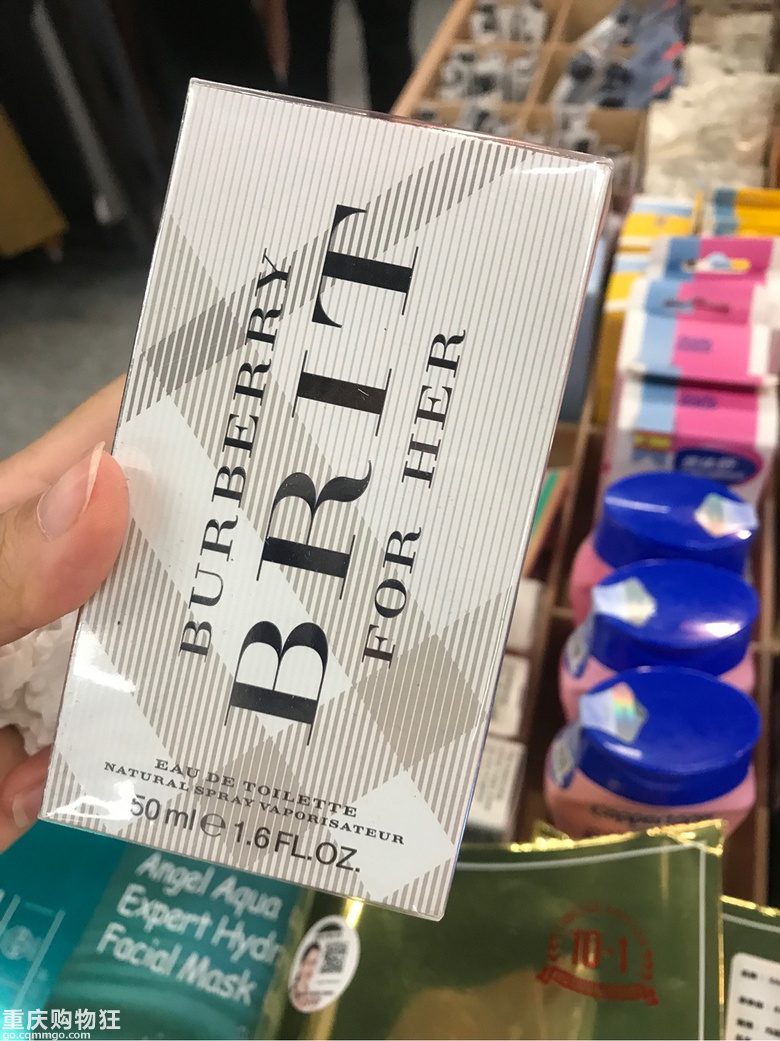 BURBERRY
BRIT
FOR HER
EAU DE TOILETTE
NATURAL SPRAY VAPORISATEUR
50 ml e 1.6 FL.OZ.
Angel Aqua
Expert Hydr
Facial Mask
10-1
Coppertone
重庆购物狂
go.cqmmgo.com